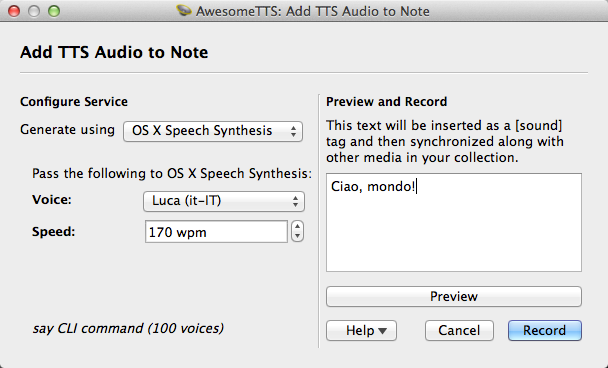 AwesomeTTS: Add TTS Audio to Note
Add TTS Audio to Note
Configure Service
Generate using OS X Speech Synthesis
Pass the following to OS X Speech Synthesis:
Voice: Luca (it-IT)
Speed: 170 wpm
say CLI command (100 voices)
Preview and Record
This text will be inserted as a [sound]
tag and then synchronized along with
other media in your collection.
Ciao, mondo!
Preview
Help Cancel Record